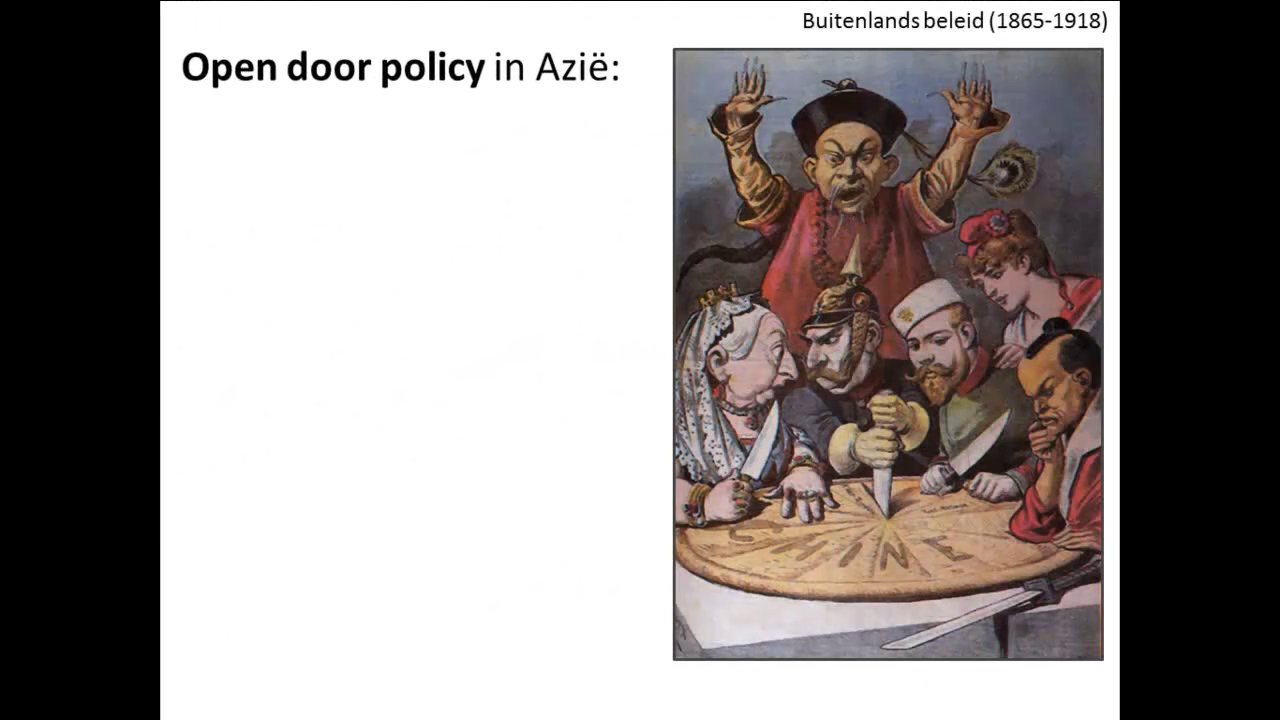 Buitenlands beleid (1865-1918)
Open door policy in Azië:
CHINE